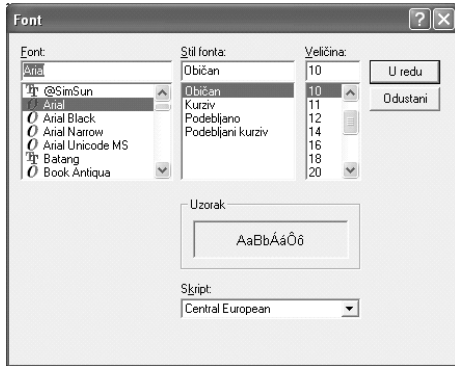 Font
Font:
Arial
@SimSun
Arial
Arial Black
Arial Narrow
Arial Unicode MS
Batang
Book Antiqua
Stil fonta:
Običan
Običan
Kurziv
Podebljano
Podebljani kurziv
Veličina:
10
10
11
12
14
16
18
20
U redu
Odustani
Uzorak
AaBbÁáÔô
Skript:
Central European